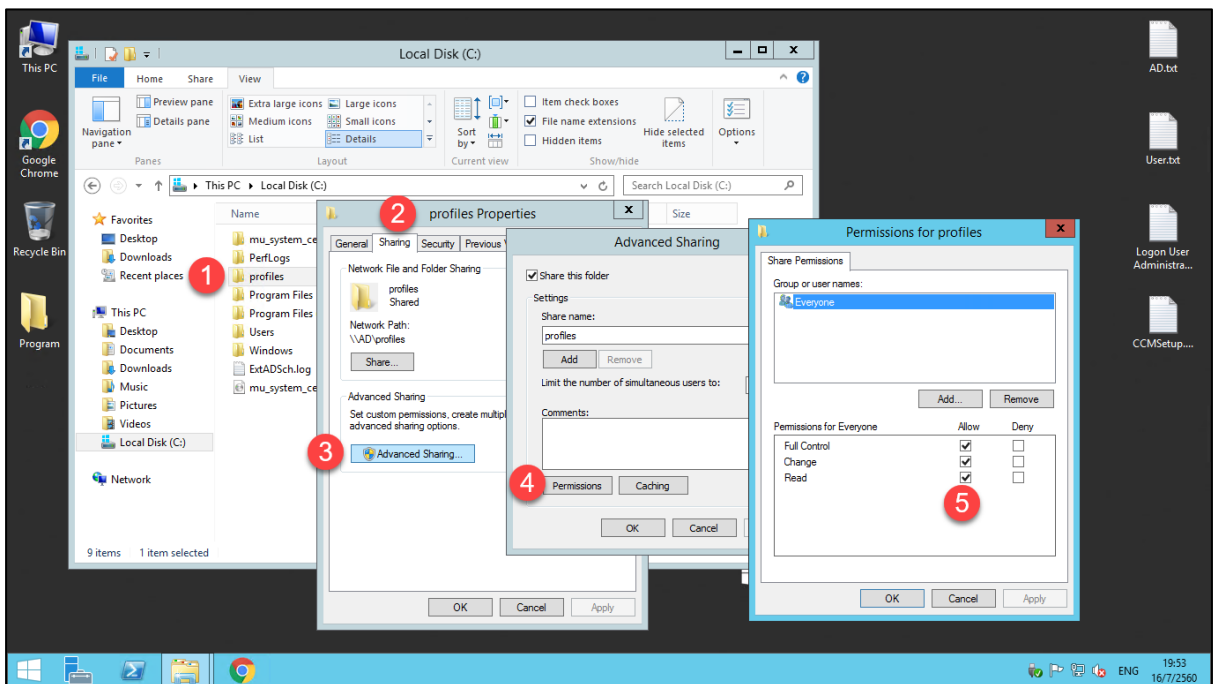 This PC
Google
Chrome
Recycle Bin
Program
Local Disk (C:)
File Home Share View
Navigation
pane
Preview pane
Details pane
Panes
Extra large icons Large icons
Medium icons Small icons
List Details
Layout
Sort
by
Current view
Item check boxes
File name extensions
Hidden items
Hide selected
items
Show/hide
Options
This PC Local Disk (C:)
Search Local Disk (C:)
Favorites
Desktop
Downloads
Recent places
This PC
Desktop
Documents
Downloads
Music
Pictures
Videos
Local Disk (C:)
Network
Name Size
mu_system_ce
PerfLogs
1 profiles
Program Files
Program Files
Users
Windows
ExtADSch.log
mu_system_ce
9 items 1 item selected
2 profiles Properties
General Sharing Security Previous
Network File and Folder Sharing
profiles
Shared
Network Path:
\\AD\profiles
Share...
Advanced Sharing
Set custom permissions, create multipl
advanced sharing options.
3 Advanced Sharing...
OK Cancel Apply
Advanced Sharing
Share this folder
Settings
Share name:
profiles
Add Remove
Limit the number of simultaneous users to:
Comments:
4 Permissions Caching
OK Cancel
Permissions for profiles
Share Permissions
Group or user names:
Everyone
Add... Remove
Permissions for Everyone Allow Deny
Full Control
Change
Read
5
OK Cancel Apply
AD.txt
User.txt
Logon User
Administra...
CCMSetup....
ENG
19:53
16/7/2560